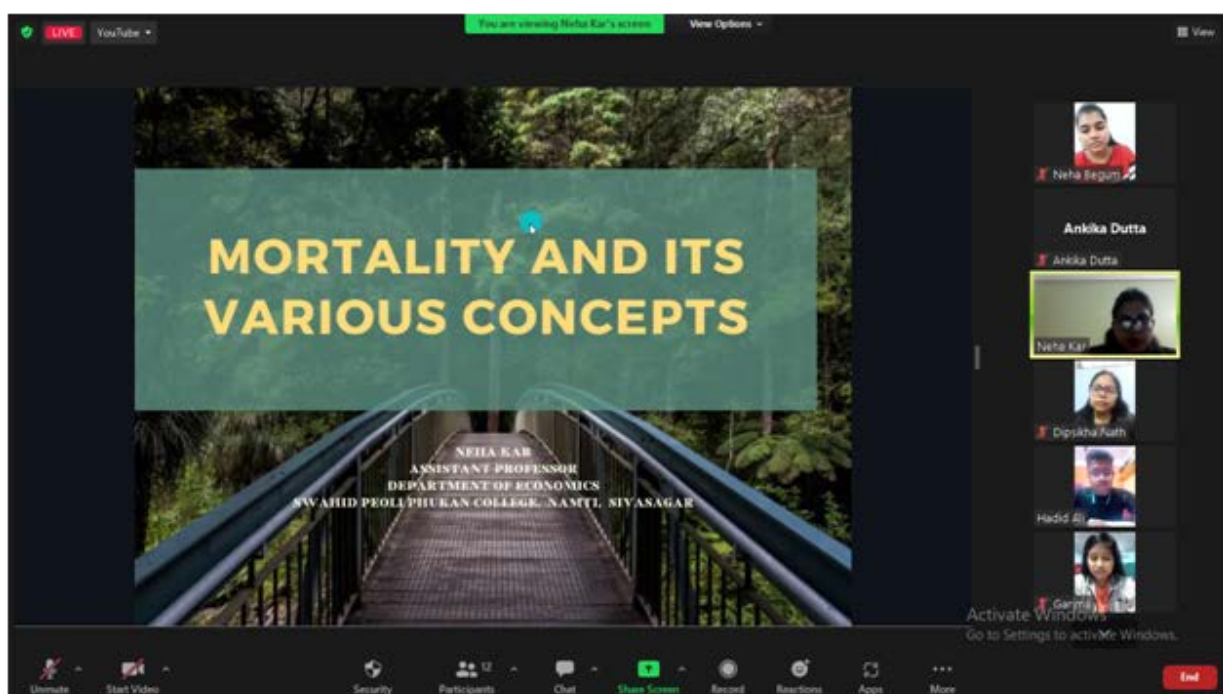 LIVE
YouTube
You are viewing Neha Kar's screen
View Options
View
MORTALITY AND ITS
VARIOUS CONCEPTS
NEHA KAR
ASSISTANT PROFESSOR
DEPARTMENT OF ECONOMICS
SWAHID PEOLI PHUKAN COLLEGE, NAMTI, SIVASAGAR
Neha Begum
Ankika Dutta
Ankika Dutta
Neha Kar
Dipsikha Nath
Hadid Ali
Garima
Activate Windows
Go to Settings to activate Windows.
Unmute
Start Video
Security
12
Participants
Chat
Share Screen
Record
Reactions
Apps
More
End